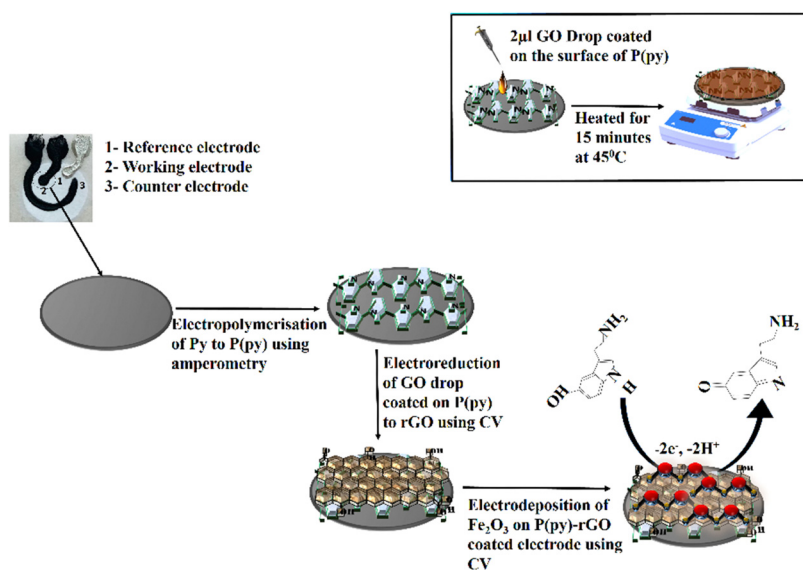 2µl GO Drop coated
on the surface of P(py)
Heated for
15 minutes
at 45⁰C
1- Reference electrode
2- Working electrode
3- Counter electrode
1
2
3
Electropolymerisation
of Py to P(py) using
amperometry
Electroreduction
of GO drop
coated on P(py)
to rGO using CV
Electrodeposition of
Fe₂O₃ on P(py)-rGO
coated electrode using
CV
NH₂
N
H
OH
-2e⁻, -2H⁺
NH₂
O
N